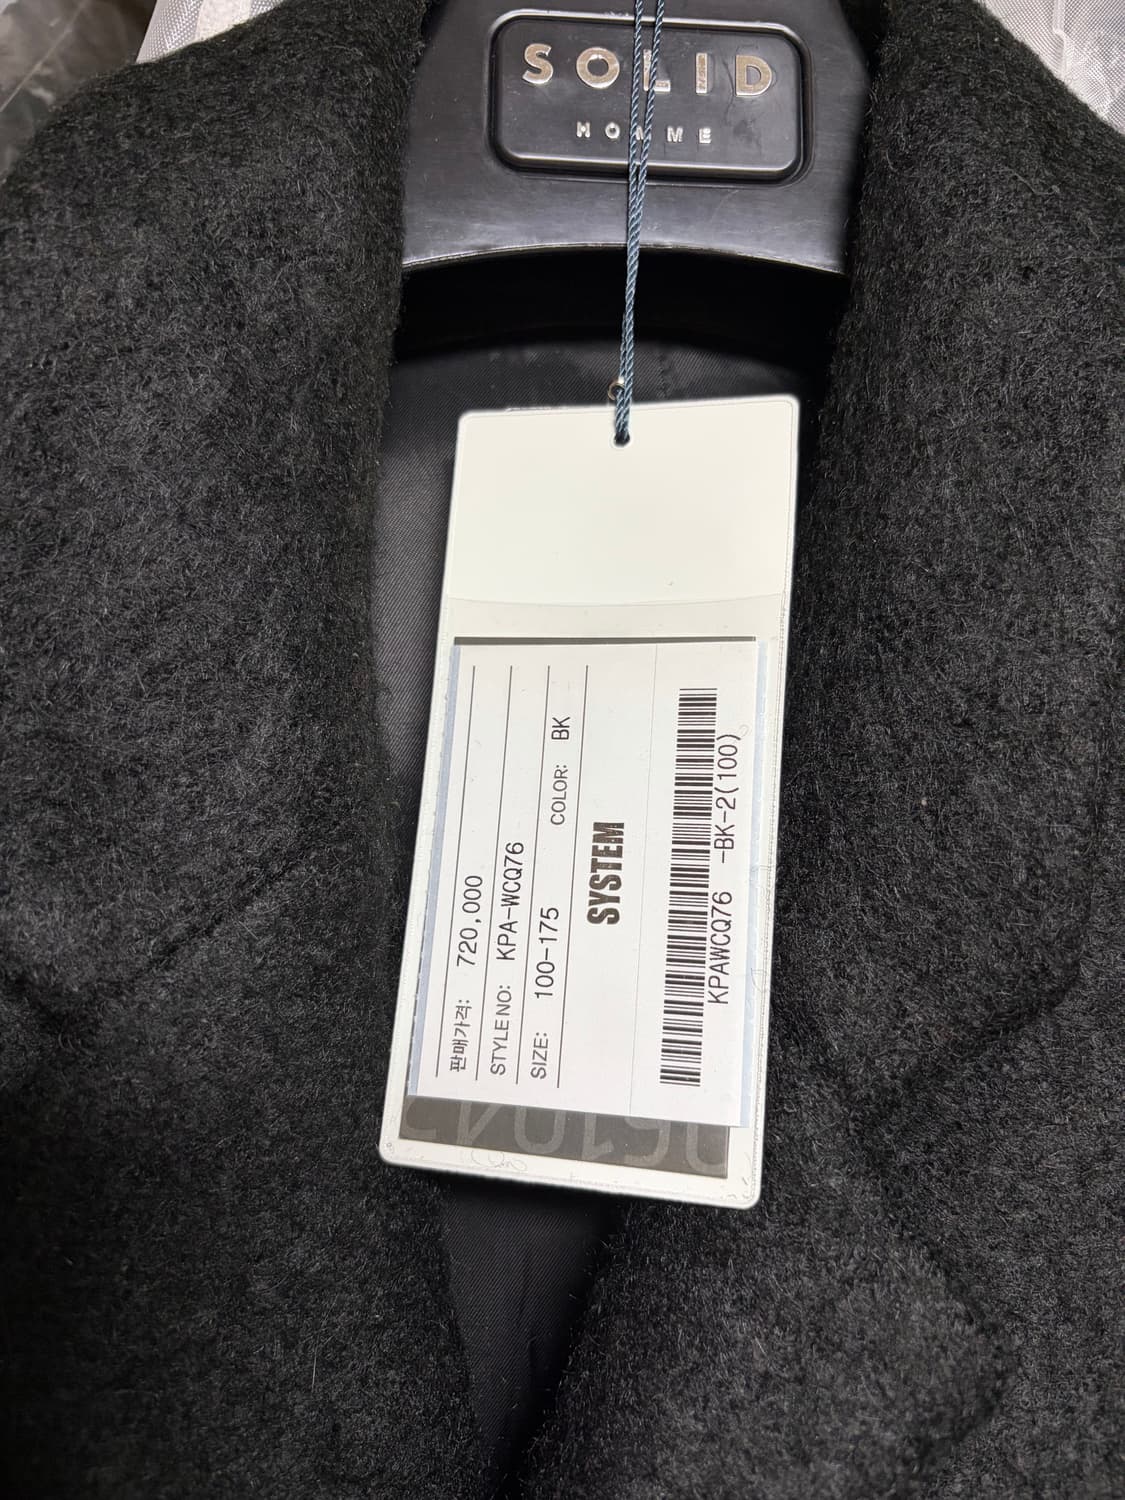 SOLID
HOMME
판매가격: 720,000
STYLE NO: KPA-WCQ76
SIZE: 100-175 COLOR: BK
SYSTEM
KPAWCQ76 -BK-2(100)